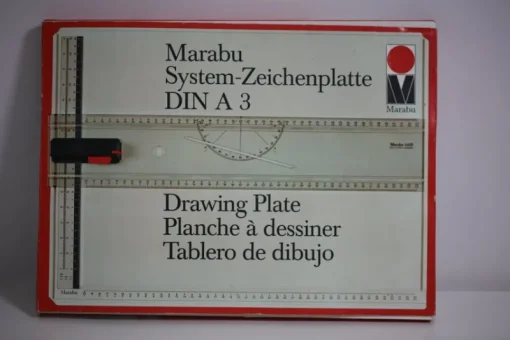 Marabu
System-Zeichenplatte
DIN A 3
Marabu
Drawing Plate
Planche à dessiner
Tablero de dibujo
Marabu